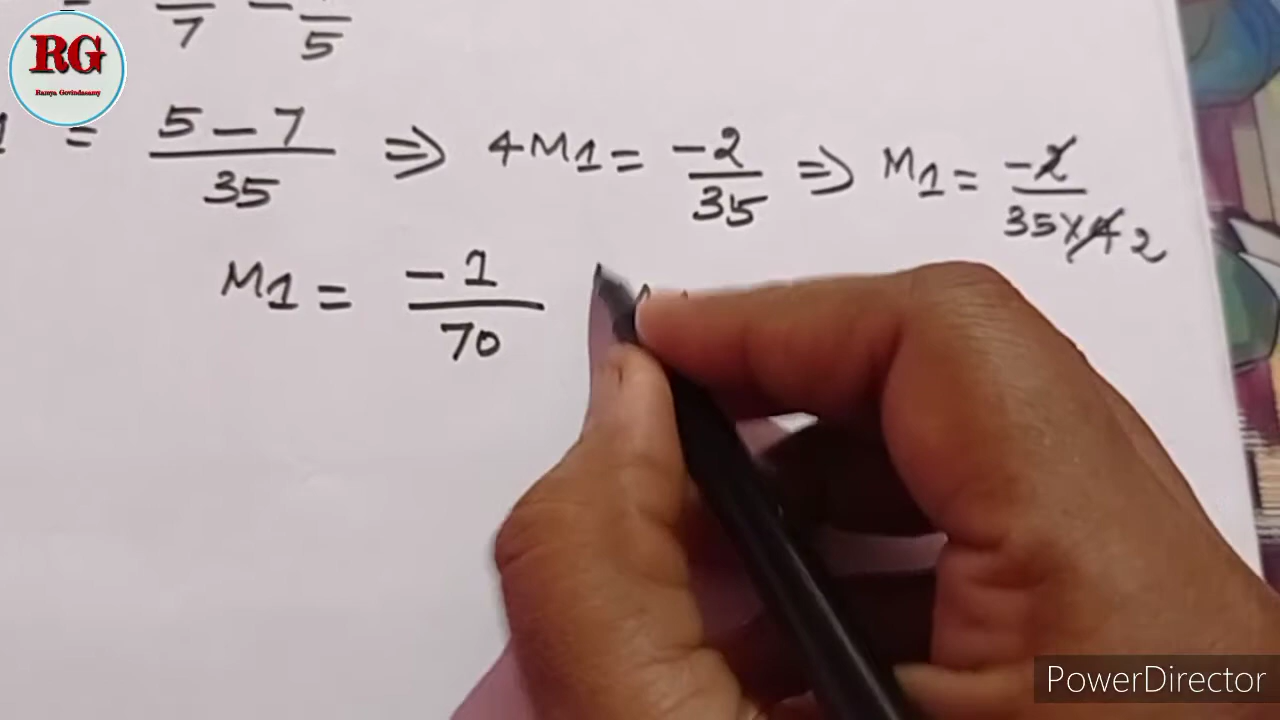 RG
Ramya Govindasamy
= /7 - /5
1 = 5 - 7/35 ⇒ 4M1 = -2/35 ⇒ M1 = -2/35×4 2
M1 = -1/70
PowerDirector